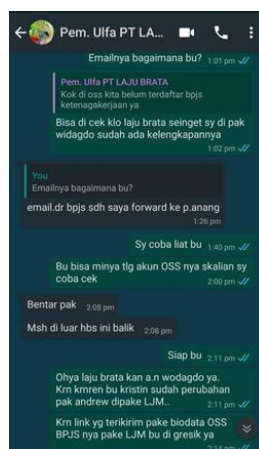 Pem. Ulfa PT LA...
Emailnya bagaimana bu? 1:01 pm
Pem. Ulfa PT LAJU BRATA
Kok di oss kita belum terdaftar bpjs
ketenagakerjaan ya
Bisa di cek klo laju brata seinget sy di pak
widagdo sudah ada kelengkapannya
1:02 pm
You
Emailnya bagaimana bu?
email.dr bpjs sdh saya forward ke p.anang
1:26 pm
Sy coba liat bu 1:40 pm
Bu bisa minya tlg akun OSS nya skalian sy
coba cek 2:00 pm
Bentar pak 2:08 pm
Msh di luar hbs ini balik 2:08 pm
Siap bu 2:11 pm
Ohya laju brata kan a.n wodagdo ya.
Krn kmren bu kristin sudah perubahan
pak andrew dipake LJM.. 2:11 pm
Krn link yg terikirim pake biodata OSS
BPJS nya pake LJM bu di gresik ya
2:14 pm